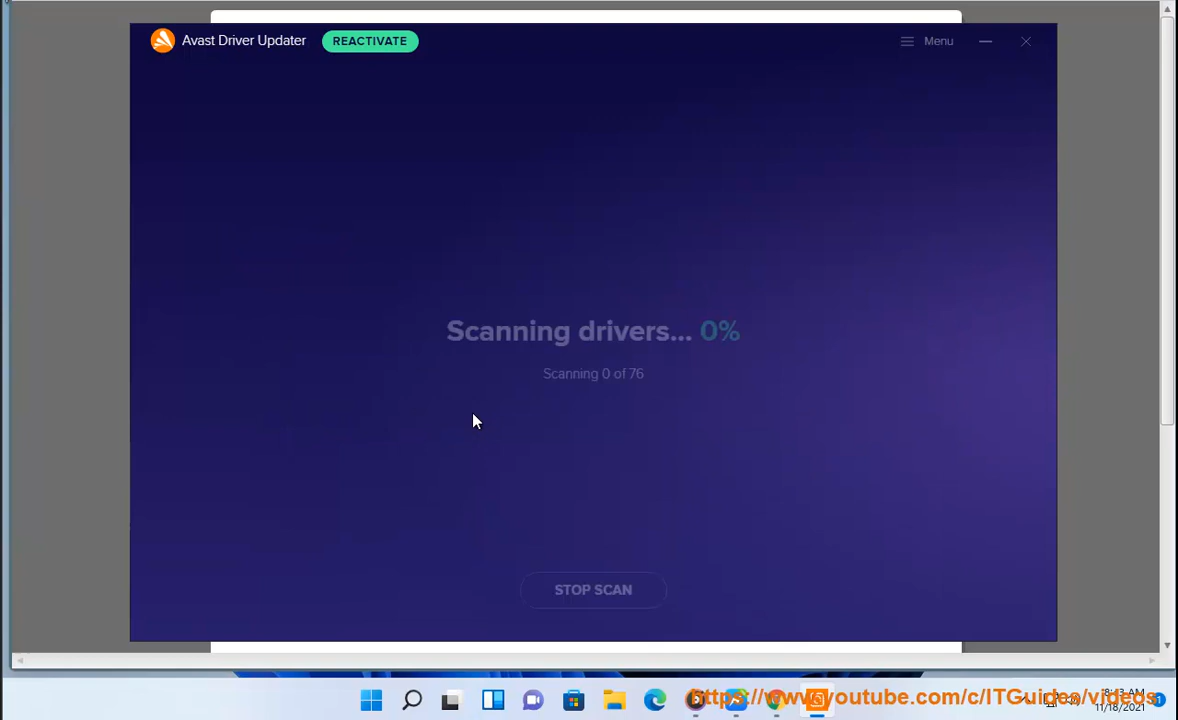 Avast Driver Updater REACTIVATE Menu
Scanning drivers... 0%
Scanning 0 of 76
STOP SCAN
https://www.youtube.com/c/ITGuides/videos
11/18/2021